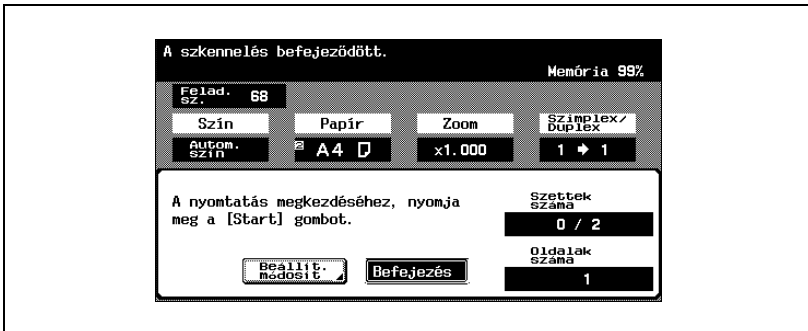 A szkennelés befejeződött.
Memória 99%
Felad.
sz. 68
Szín
Papír
Zoom
Szimplex/
Duplex
Autom.
szín
2 A4
x1.000
1 → 1
A nyomtatás megkezdéséhez, nyomja
meg a [Start] gombot.
Szettek
száma
0 / 2
Beállít.
módosít
Befejezés
Oldalak
száma
1